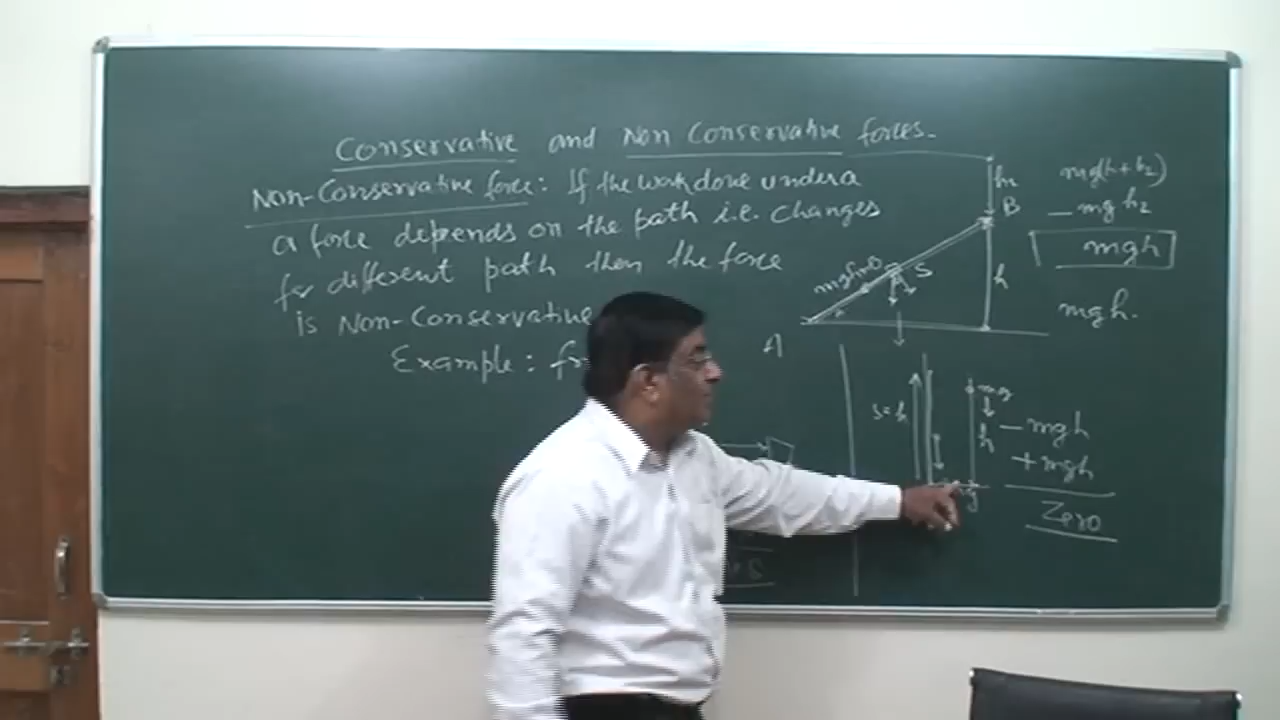 Conservative and Non Conservative forces.
Non-Conservative force: If the work done under a
a force depends on the path i.e. changes
for different path then the force
is Non-Conservative
Example: fr
h2
B
mg sinθ
S
h
A
mg(h+h2)
- mgh2
mgh
mgh.
s=h
mg
h
- mgh
+ mgh
Zero